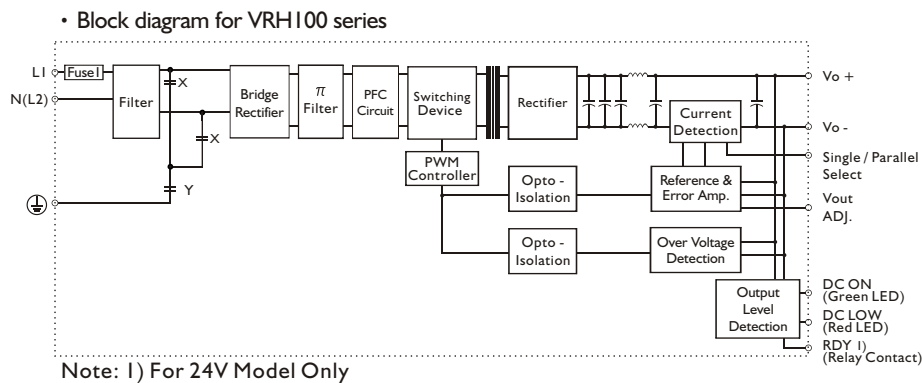 • Block diagram for VRH100 series
L1
Fuse1
N(L2)
Filter
X
X
Y
Bridge
Rectifier
π
Filter
PFC
Circuit
Switching
Device
Rectifier
PWM
Controller
Opto -
Isolation
Opto -
Isolation
Current
Detection
Reference &
Error Amp.
Over Voltage
Detection
Output
Level
Detection
Vo +
Vo -
Single / Parallel
Select
Vout
ADJ.
DC ON
(Green LED)
DC LOW
(Red LED)
RDY 1)
(Relay Contact)
Note: 1) For 24V Model Only